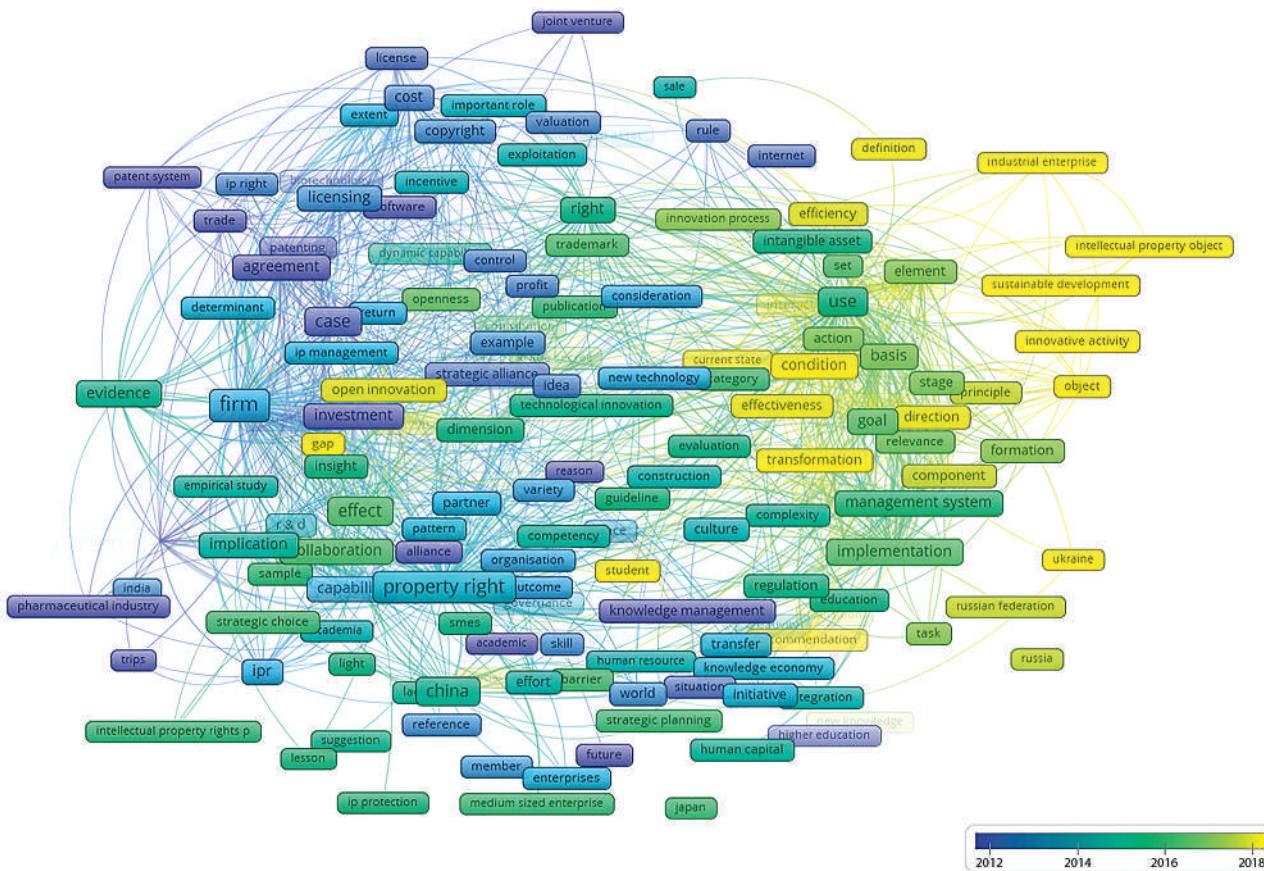 joint venture
license
cost
sale
important role
extent
copyright
valuation
rule
internet
definition
exploitation
industrial enterprise
patent system
ip right
biotechnology
incentive
licensing
software
trade
right
innovation process
efficiency
intangible asset
trademark
intellectual property object
patenting
agreement
control
set
element
sustainable development
profit
openness
publication
consideration
use
determinant
return
case
action
innovative activity
example
ip management
basis
current state
condition
strategic alliance
new technology
category
stage
object
idea
open innovation
principle
evidence
firm
technological innovation
effectiveness
investment
direction
goal
dimension
gap
relevance
evaluation
formation
transformation
insight
reason
construction
component
empirical study
variety
guideline
management system
partner
effect
complexity
culture
r & d
pattern
competency
implication
collaboration
alliance
implementation
organisation
student
ukraine
sample
india
capabili
property right
outcome
regulation
education
governance
pharmaceutical industry
knowledge management
russian federation
strategic choice
smes
academia
task
academic
skill
transfer
commendation
trips
light
human resource
knowledge economy
russia
ipr
effort
barrier
china
situation
world
initiative
integration
strategic planning
new knowledge
reference
intellectual property rights p
suggestion
higher education
human capital
lesson
future
member
enterprises
ip protection
medium sized enterprise
japan
2012
2014
2016
2018